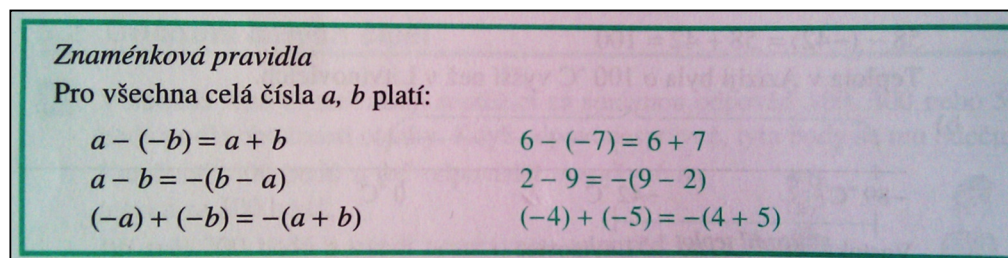 Znaménková pravidla
Pro všechna celá čísla a, b platí:
a − (−b) = a + b
6 − (−7) = 6 + 7
a − b = −(b − a)
2 − 9 = −(9 − 2)
(−a) + (−b) = −(a + b)
(−4) + (−5) = −(4 + 5)